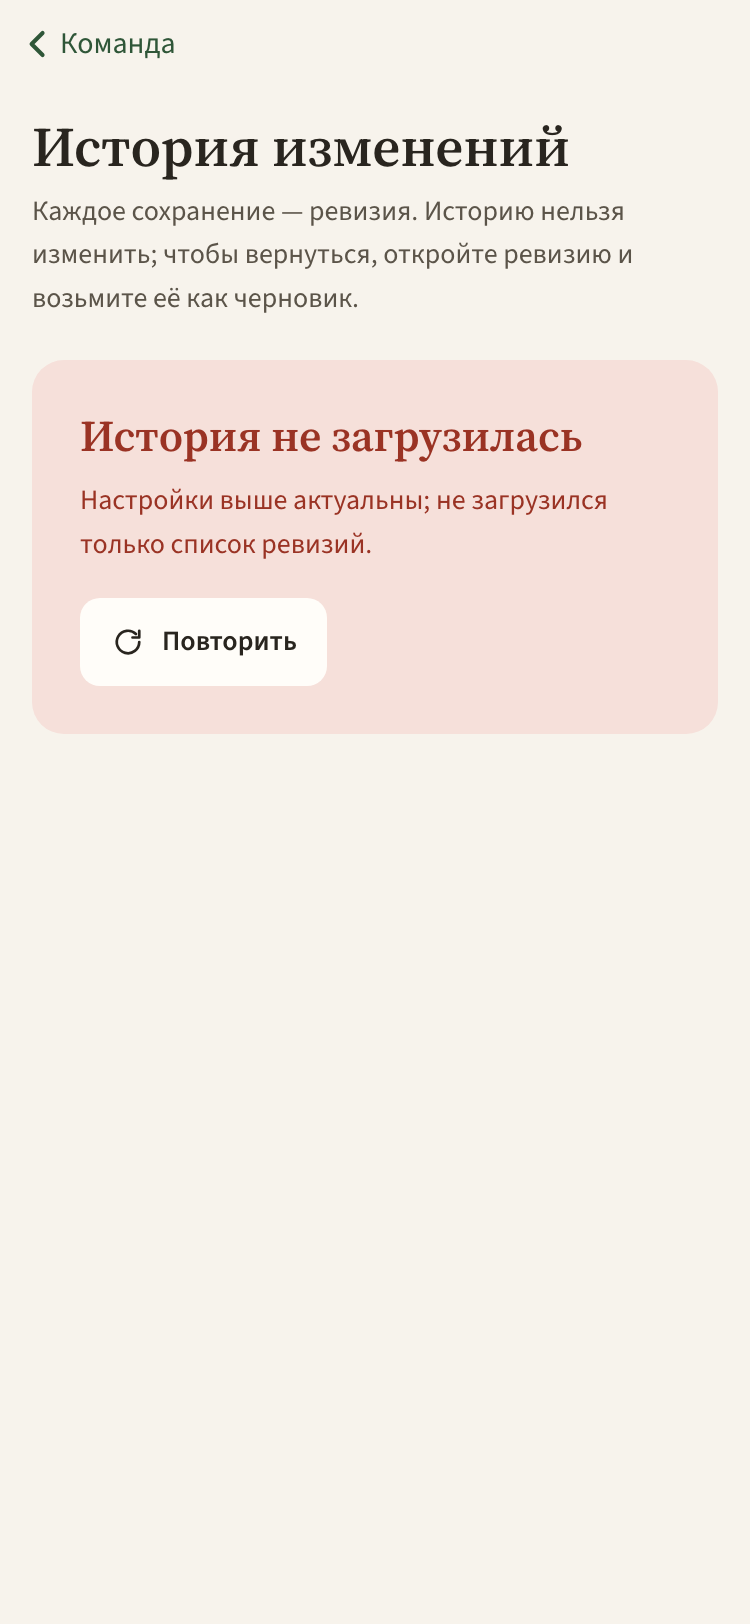 Команда
История изменений
Каждое сохранение — ревизия. Историю нельзя
изменить; чтобы вернуться, откройте ревизию и
возьмите её как черновик.
История не загрузилась
Настройки выше актуальны; не загрузился
только список ревизий.
Повторить